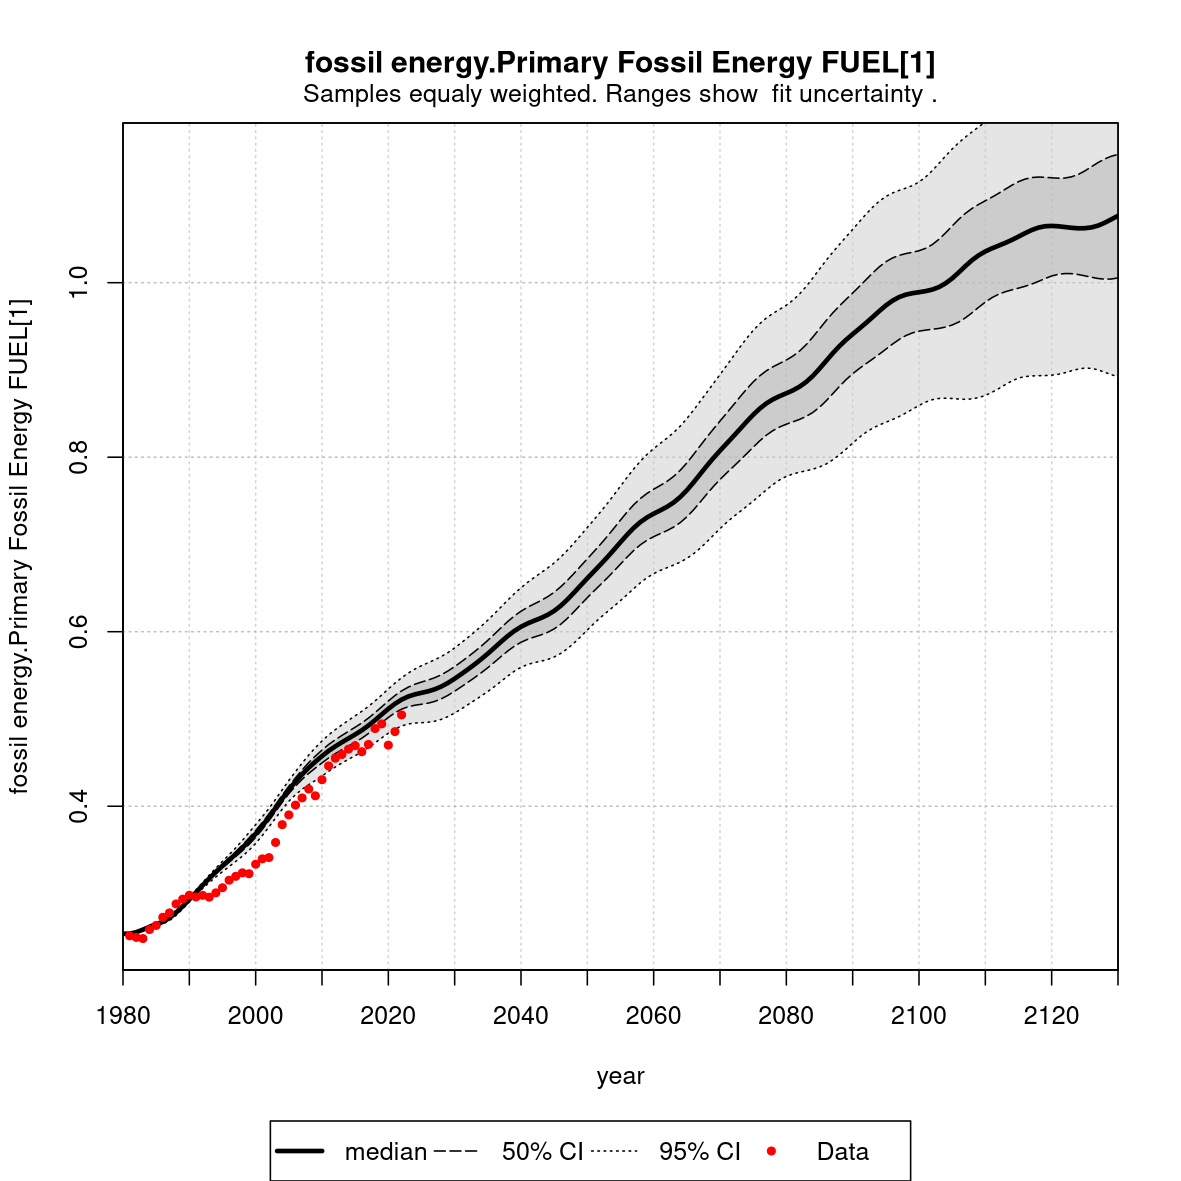 fossil energy.Primary Fossil Energy FUEL[1]
Samples equaly weighted. Ranges show  fit uncertainty .
fossil energy.Primary Fossil Energy FUEL[1]
1.0
0.8
0.6
0.4
1980 2000 2020 2040 2060 2080 2100 2120
year
median 50% CI 95% CI Data